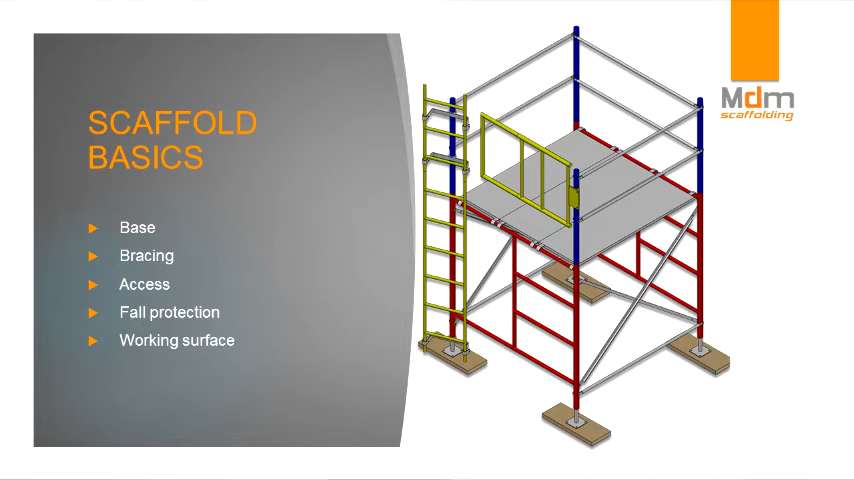 SCAFFOLD
BASICS
Base
Bracing
Access
Fall protection
Working surface
Mdm
scaffolding